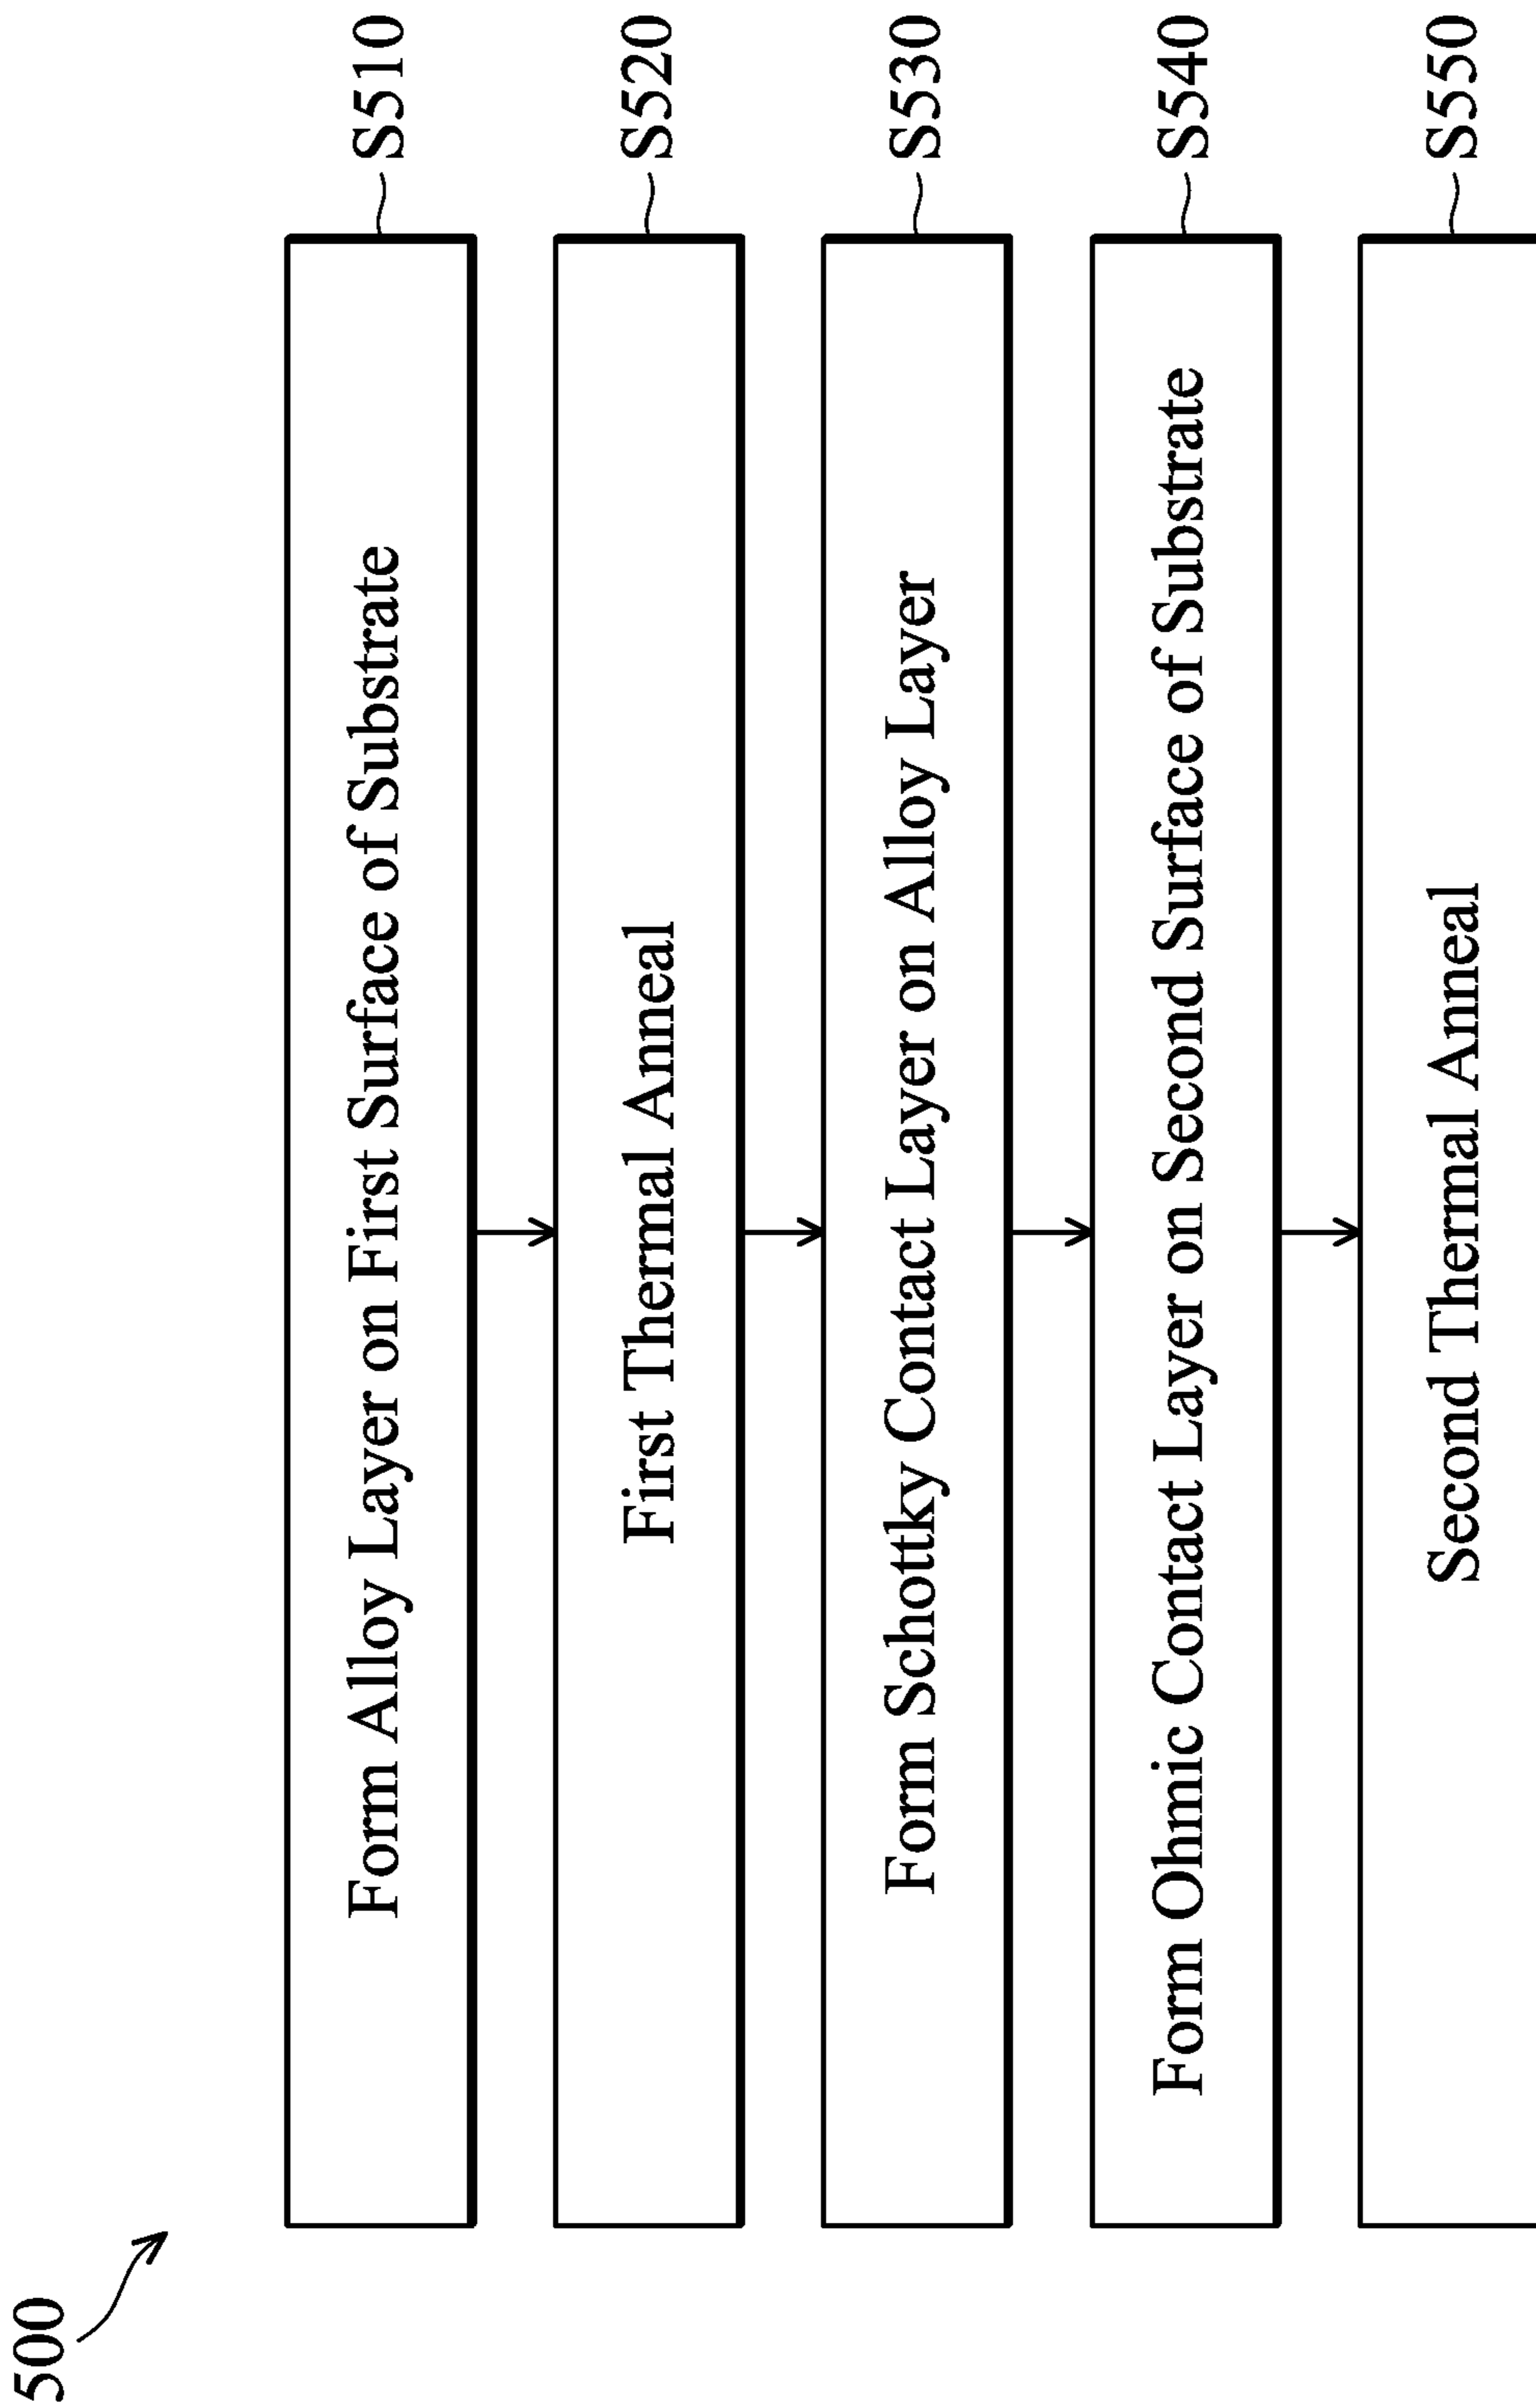 500
Form Alloy Layer on First Surface of Substrate
S510
First Thermal Anneal
S520
Form Schottky Contact Layer on Alloy Layer
S530
Form Ohmic Contact Layer on Second Surface of Substrate
S540
Second Thermal Anneal
S550